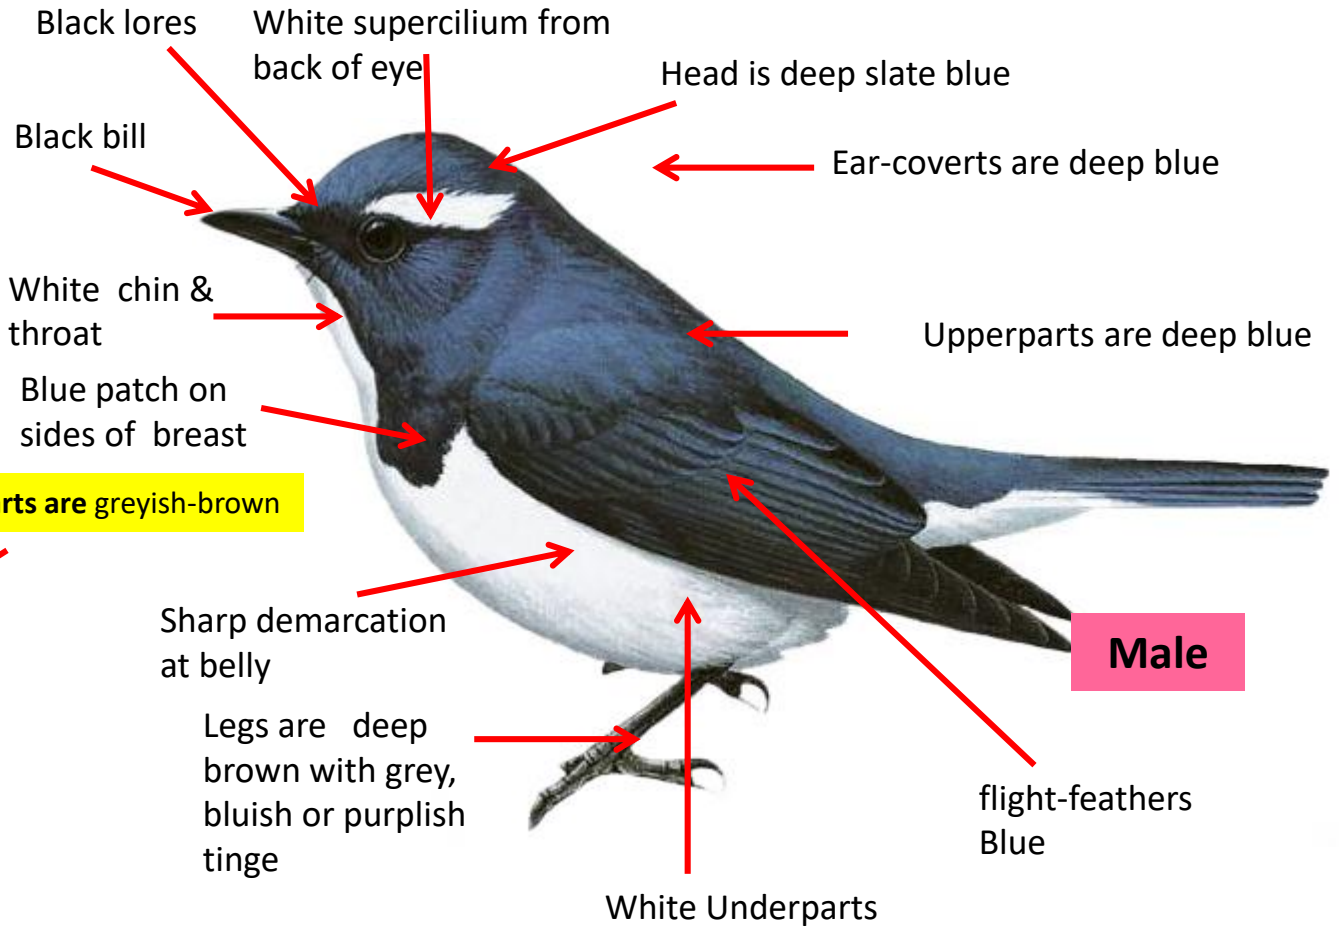 Black lores
White supercilium from
back of eye
Head is deep slate blue
Black bill
Ear-coverts are deep blue
White chin &
throat
Upperparts are deep blue
Blue patch on
sides of breast
are greyish-brown
Sharp demarcation
at belly
Male
Legs are deep
brown with grey,
bluish or purplish
tinge
flight-feathers
Blue
White Underparts